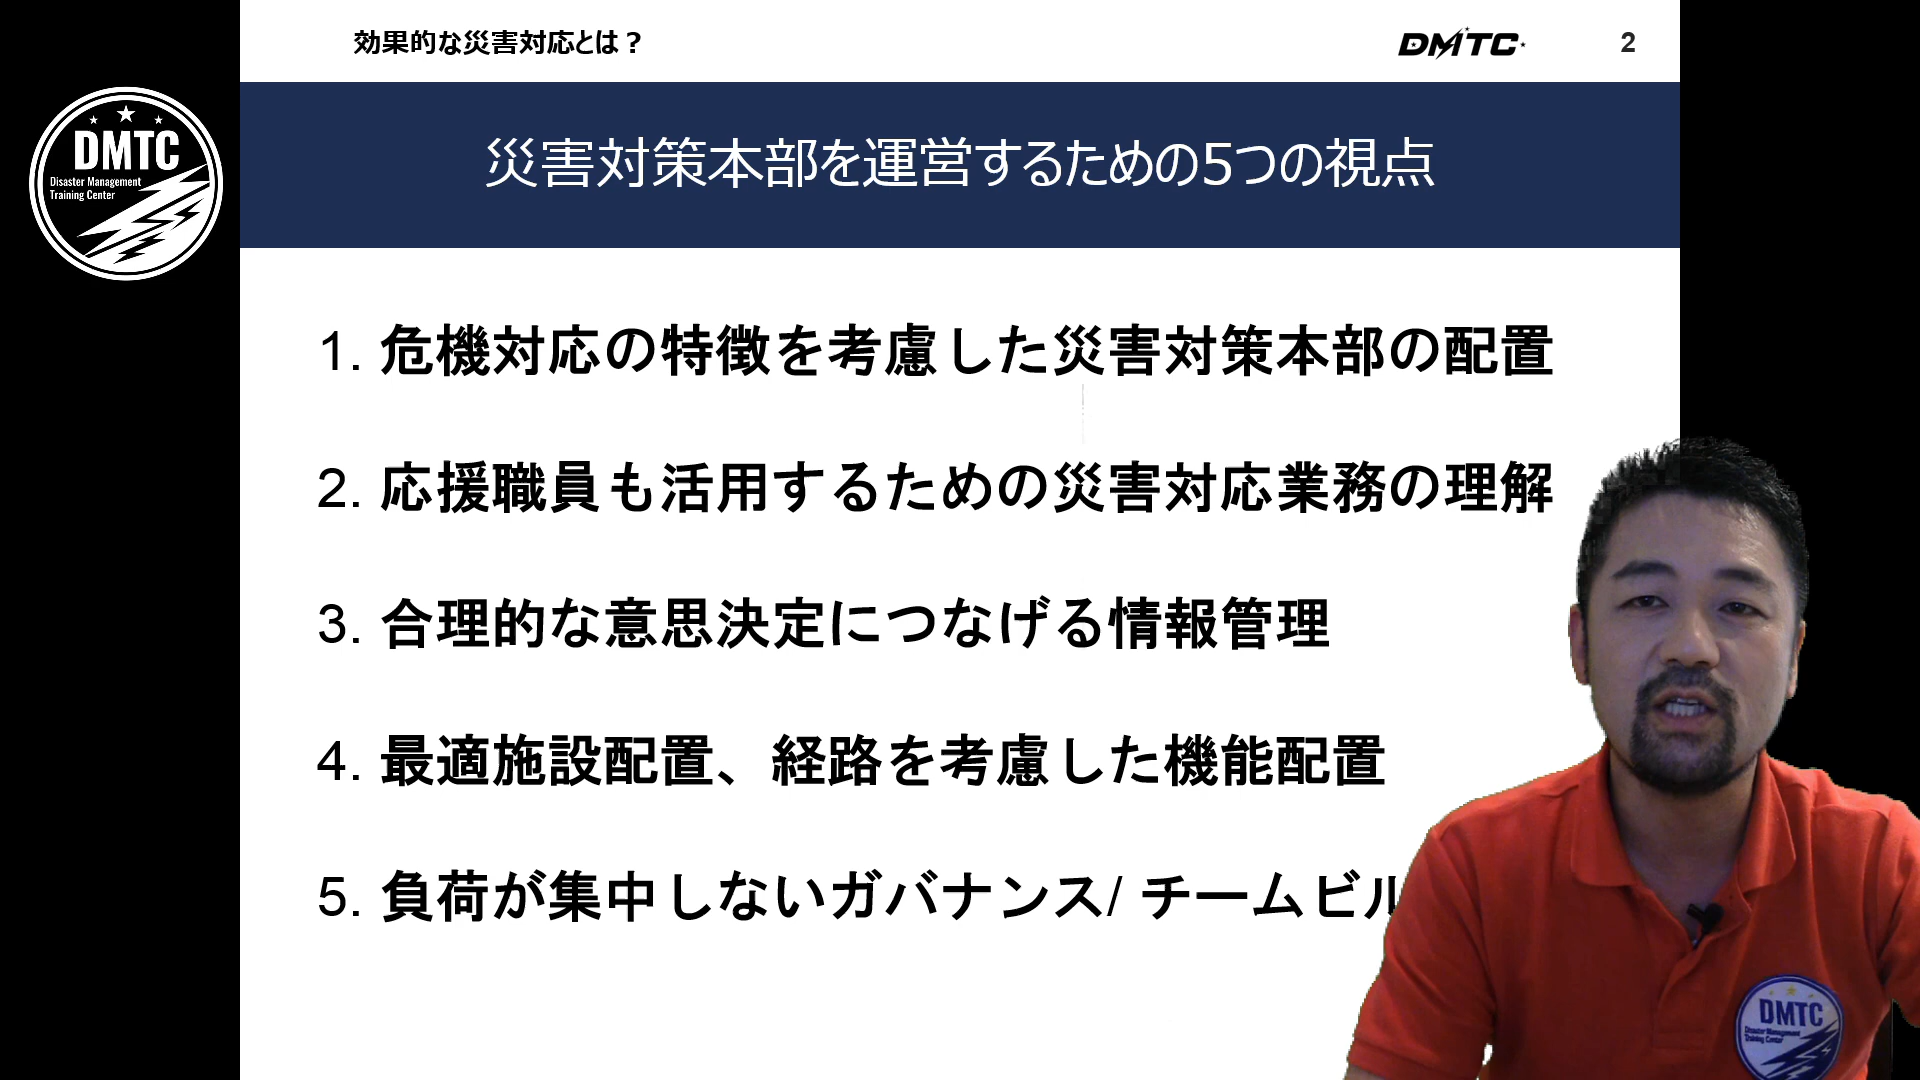 効果的な災害対応とは？
DMTC
2
DMTC
Disaster Management
Training Center
災害対策本部を運営するための5つの視点
1. 危機対応の特徴を考慮した災害対策本部の配置
2. 応援職員も活用するための災害対応業務の理解
3. 合理的な意思決定につなげる情報管理
4. 最適施設配置、経路を考慮した機能配置
5. 負荷が集中しないガバナンス/ チームビル
DMTC
Disaster Management
Training Center